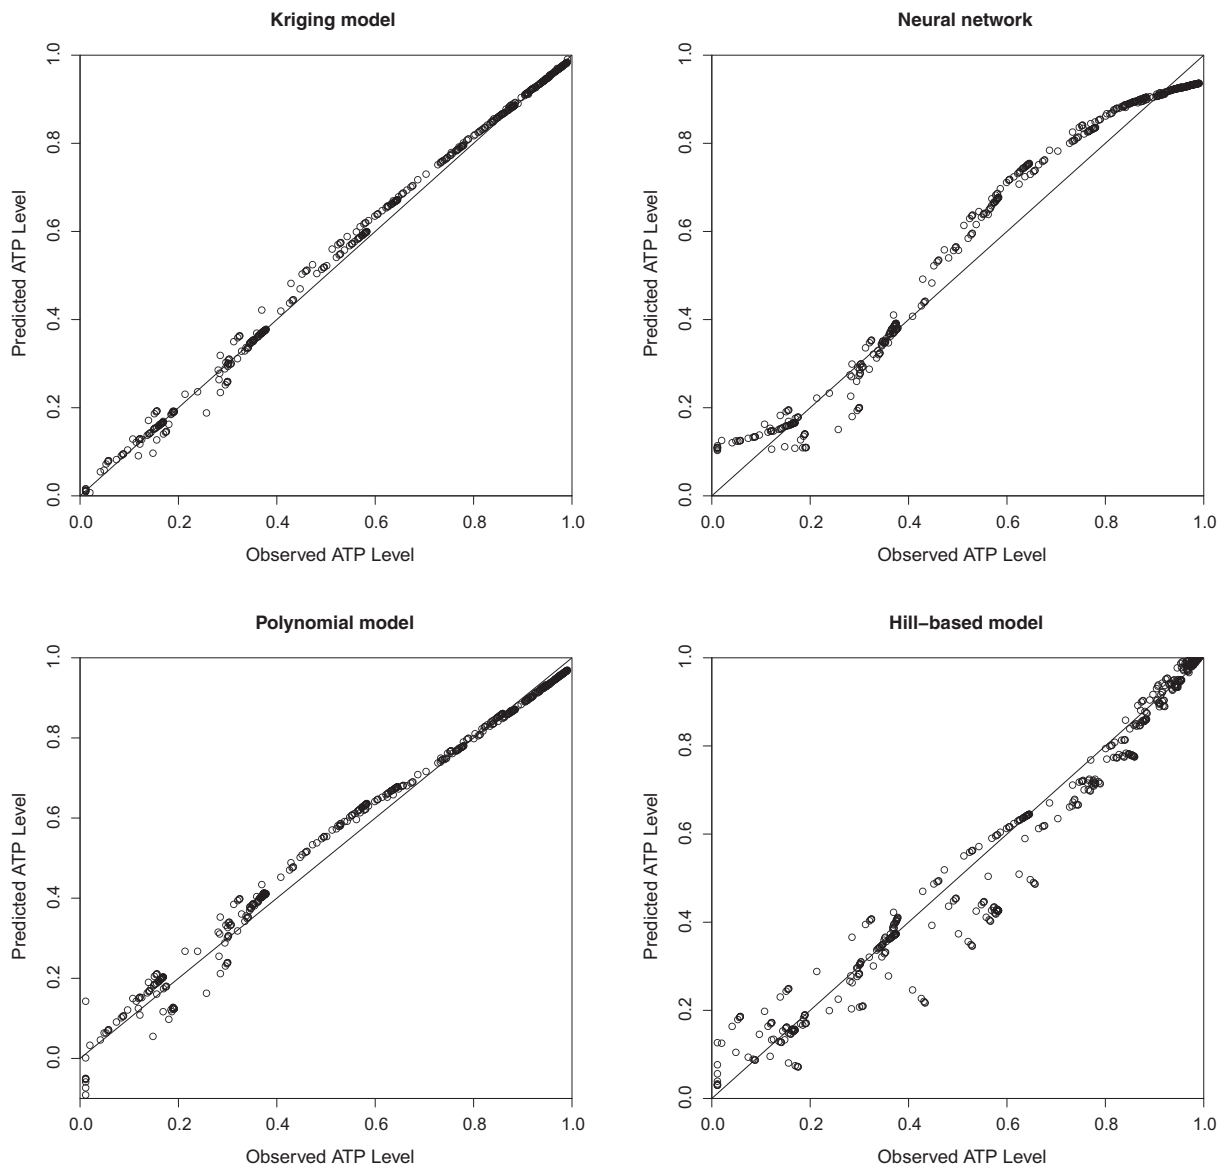 Kriging model
1.0
0.8
0.6
0.4
0.2
0.0
Predicted ATP Level
0.0 0.2 0.4 0.6 0.8 1.0
Observed ATP Level
Neural network
1.0
0.8
0.6
0.4
0.2
0.0
Predicted ATP Level
0.0 0.2 0.4 0.6 0.8 1.0
Observed ATP Level
Polynomial model
1.0
0.8
0.6
0.4
0.2
0.0
Predicted ATP Level
0.0 0.2 0.4 0.6 0.8 1.0
Observed ATP Level
Hill−based model
1.0
0.8
0.6
0.4
0.2
0.0
Predicted ATP Level
0.0 0.2 0.4 0.6 0.8 1.0
Observed ATP Level